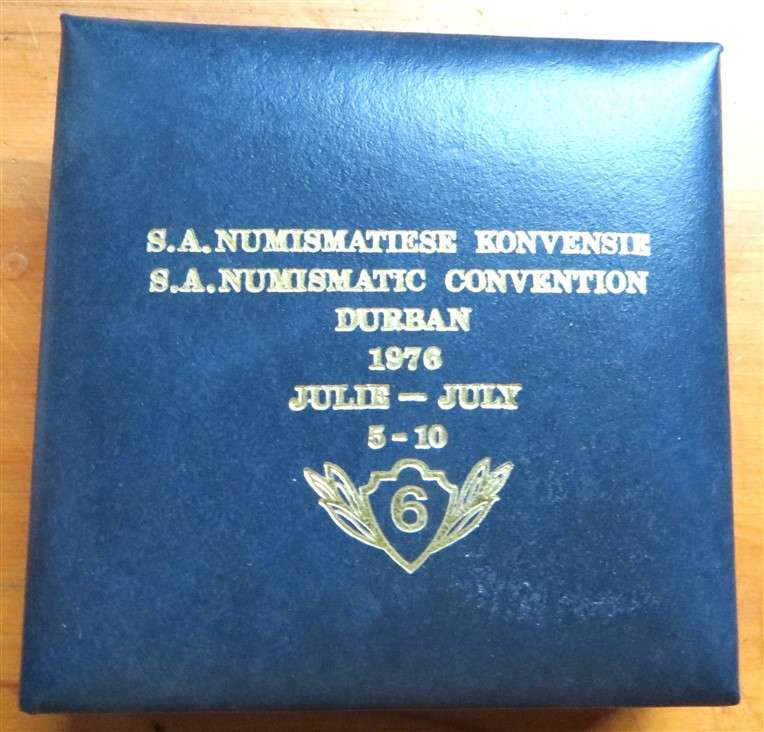 S.A. NUMISMATIESE KONVENSIE
S.A. NUMISMATIC CONVENTION
DURBAN
1976
JULIE — JULY
5 - 10
6